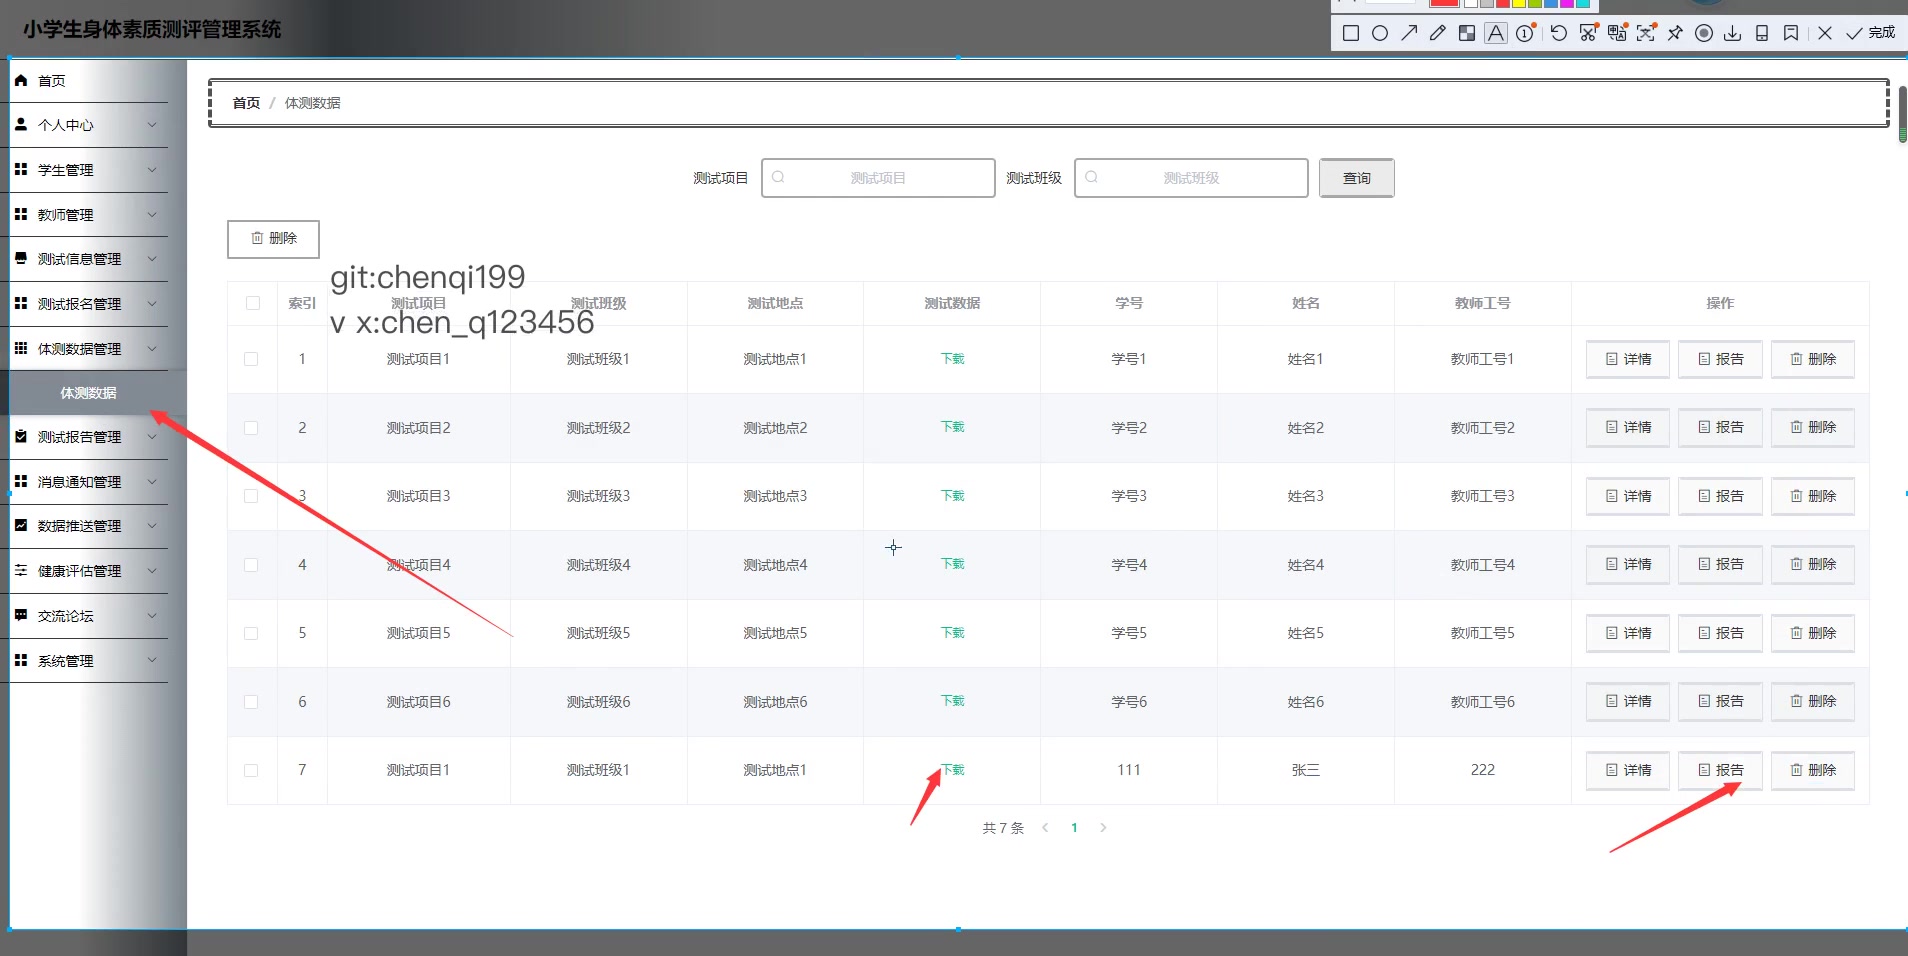 小学生身体素质测评管理系统
完成
首页
个人中心
学生管理
教师管理
测试信息管理
测试报名管理
体测数据管理
体测数据
测试报告管理
消息通知管理
数据推送管理
健康评估管理
交流论坛
系统管理
首页 / 体测数据
测试项目 测试项目 测试班级 测试班级 查询
删除
git:chenqi199
v x:chen_q123456
索引 测试项目 测试班级 测试地点 测试数据 学号 姓名 教师工号 操作
1 测试项目1 测试班级1 测试地点1 下载 学号1 姓名1 教师工号1 详情 报告 删除
2 测试项目2 测试班级2 测试地点2 下载 学号2 姓名2 教师工号2 详情 报告 删除
3 测试项目3 测试班级3 测试地点3 下载 学号3 姓名3 教师工号3 详情 报告 删除
4 测试项目4 测试班级4 测试地点4 下载 学号4 姓名4 教师工号4 详情 报告 删除
5 测试项目5 测试班级5 测试地点5 下载 学号5 姓名5 教师工号5 详情 报告 删除
6 测试项目6 测试班级6 测试地点6 下载 学号6 姓名6 教师工号6 详情 报告 删除
7 测试项目1 测试班级1 测试地点1 下载 111 张三 222 详情 报告 删除
共 7 条 1